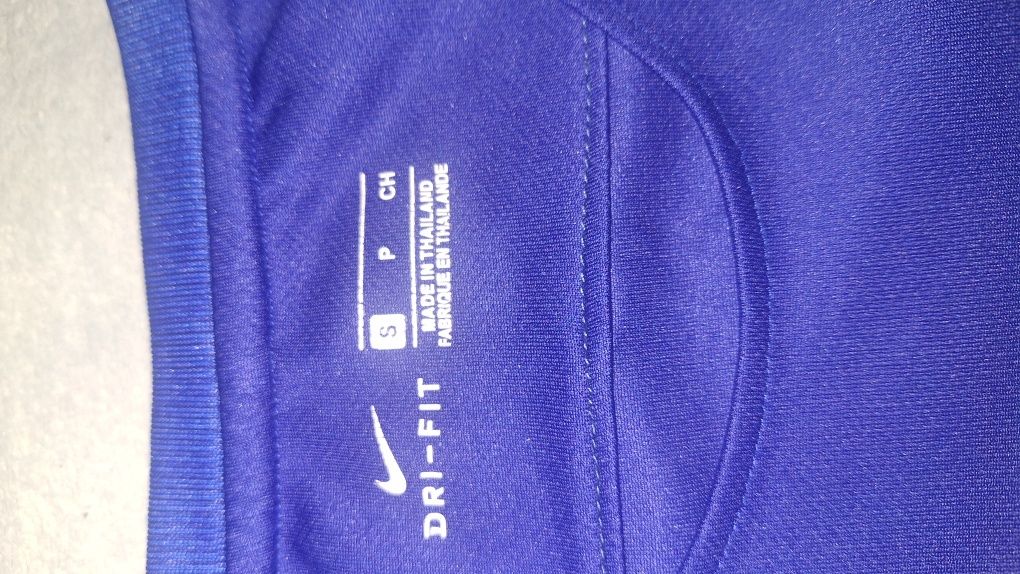 S P CH
MADE IN THAILAND
FABRIQUE EN THAILANDE
DRI-FIT